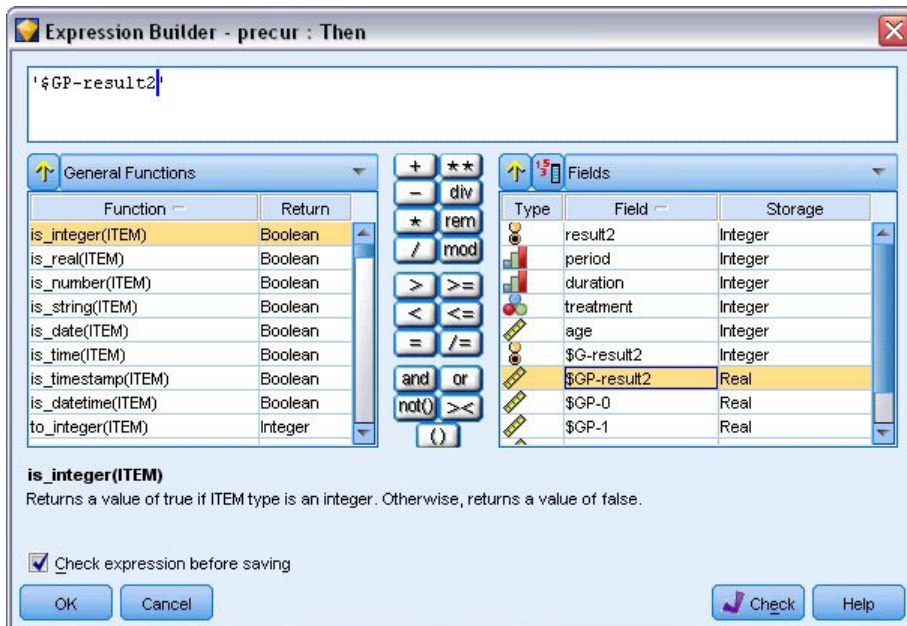 Expression Builder - precur : Then
'$GP-result2'
General Functions
Fields
Function Return
is_integer(ITEM) Boolean
is_real(ITEM) Boolean
is_number(ITEM) Boolean
is_string(ITEM) Boolean
is_date(ITEM) Boolean
is_time(ITEM) Boolean
is_timestamp(ITEM) Boolean
is_datetime(ITEM) Boolean
to_integer(ITEM) Integer
+ **
- div
* rem
/ mod
> >=
< <=
= /=
and or
not() ><
()
Type Field Storage
result2 Integer
period Integer
duration Integer
treatment Integer
age Integer
$G-result2 Integer
$GP-result2 Real
$GP-0 Real
$GP-1 Real
is_integer(ITEM)
Returns a value of true if ITEM type is an integer. Otherwise, returns a value of false.
Check expression before saving
OK Cancel Check Help